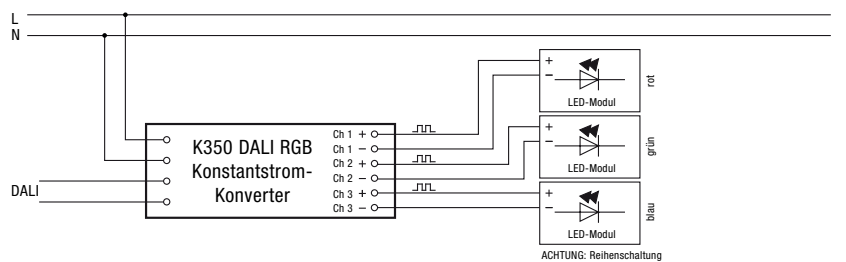 L
N
K350 DALI RGB
Konstantstrom-
Konverter
DALI
Ch 1 +
Ch 1 −
Ch 2 +
Ch 2 −
Ch 3 +
Ch 3 −
+
−
LED-Modul
rot
+
−
LED-Modul
grün
+
−
LED-Modul
blau
ACHTUNG: Reihenschaltung